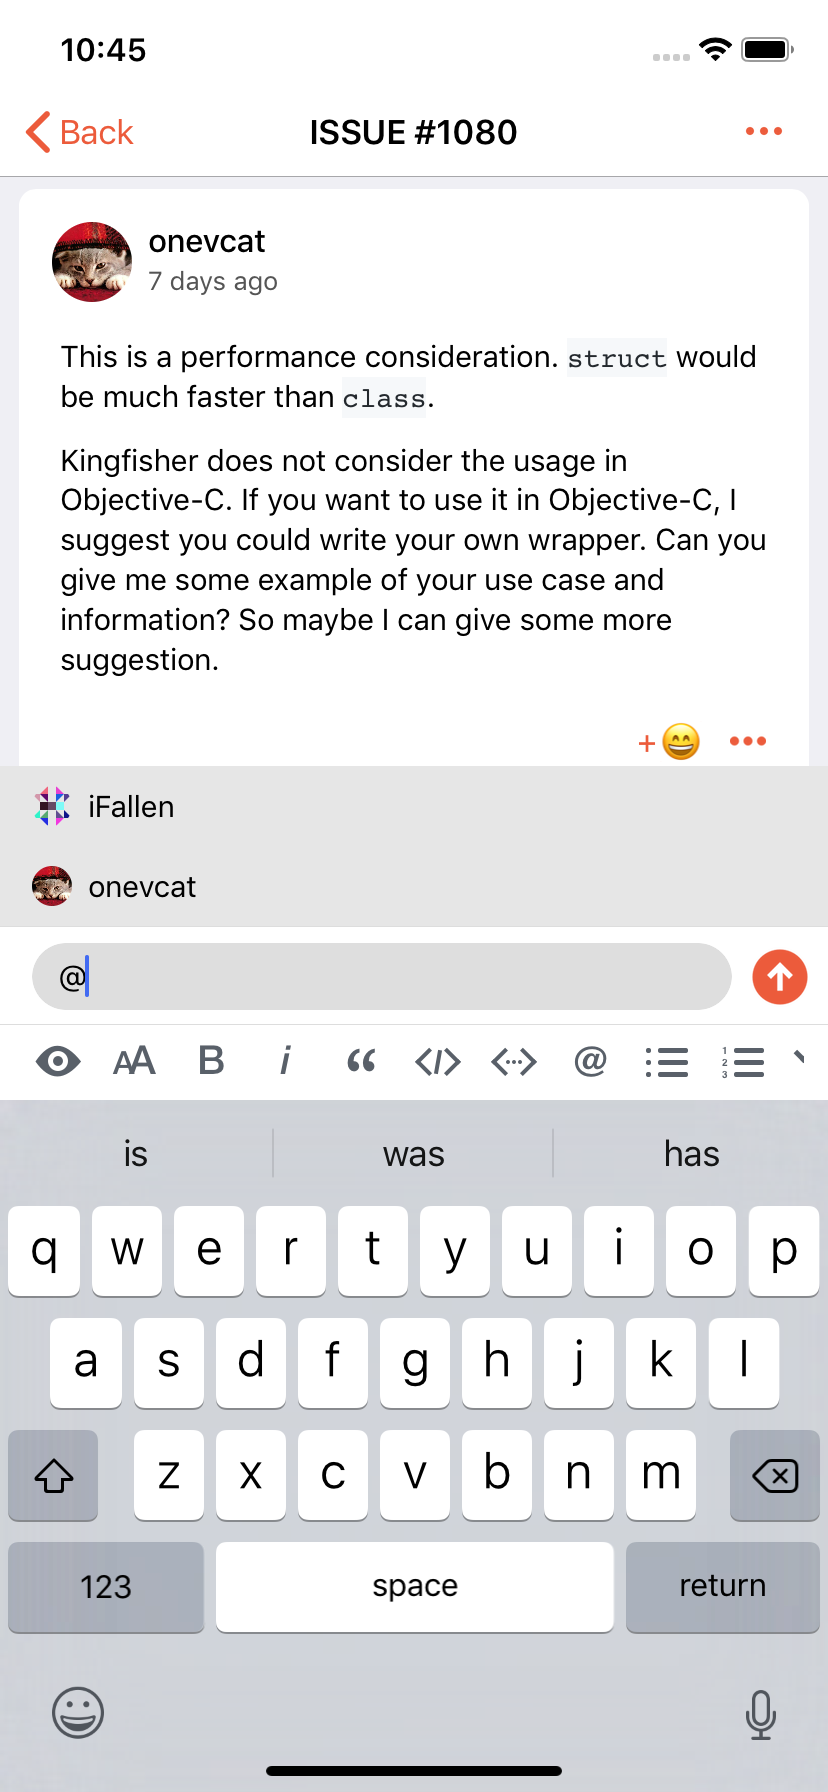 10:45
Back
ISSUE #1080
onevcat
7 days ago
This is a performance consideration. struct would
be much faster than class.
Kingfisher does not consider the usage in
Objective-C. If you want to use it in Objective-C, I
suggest you could write your own wrapper. Can you
give me some example of your use case and
information? So maybe I can give some more
suggestion.
+😄
iFallen
onevcat
@
AA B i “ </> <···> @ 1 2 3
is was has
q w e r t y u i o p
a s d f g h j k l
z x c v b n m
123 space return